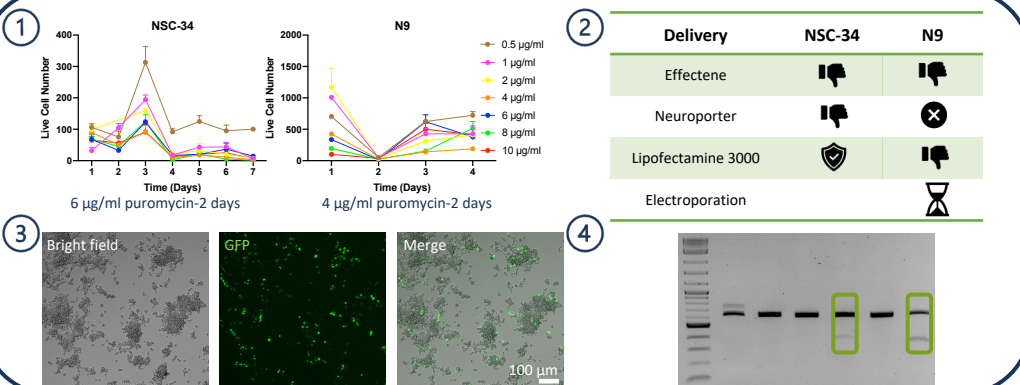 1
NSC-34
Live Cell Number
400
300
200
100
0
1 2 3 4 5 6 7
Time (Days)
6 µg/ml puromycin-2 days
N9
Live Cell Number
1500
1000
500
0
1 2 3 4
Time (Days)
4 µg/ml puromycin-2 days
0.5 µg/ml
1 µg/ml
2 µg/ml
4 µg/ml
6 µg/ml
8 µg/ml
10 µg/ml
2
Delivery NSC-34 N9
Effectene
Neuroporter
Lipofectamine 3000
Electroporation
3
Bright field
GFP
Merge
100 µm
4